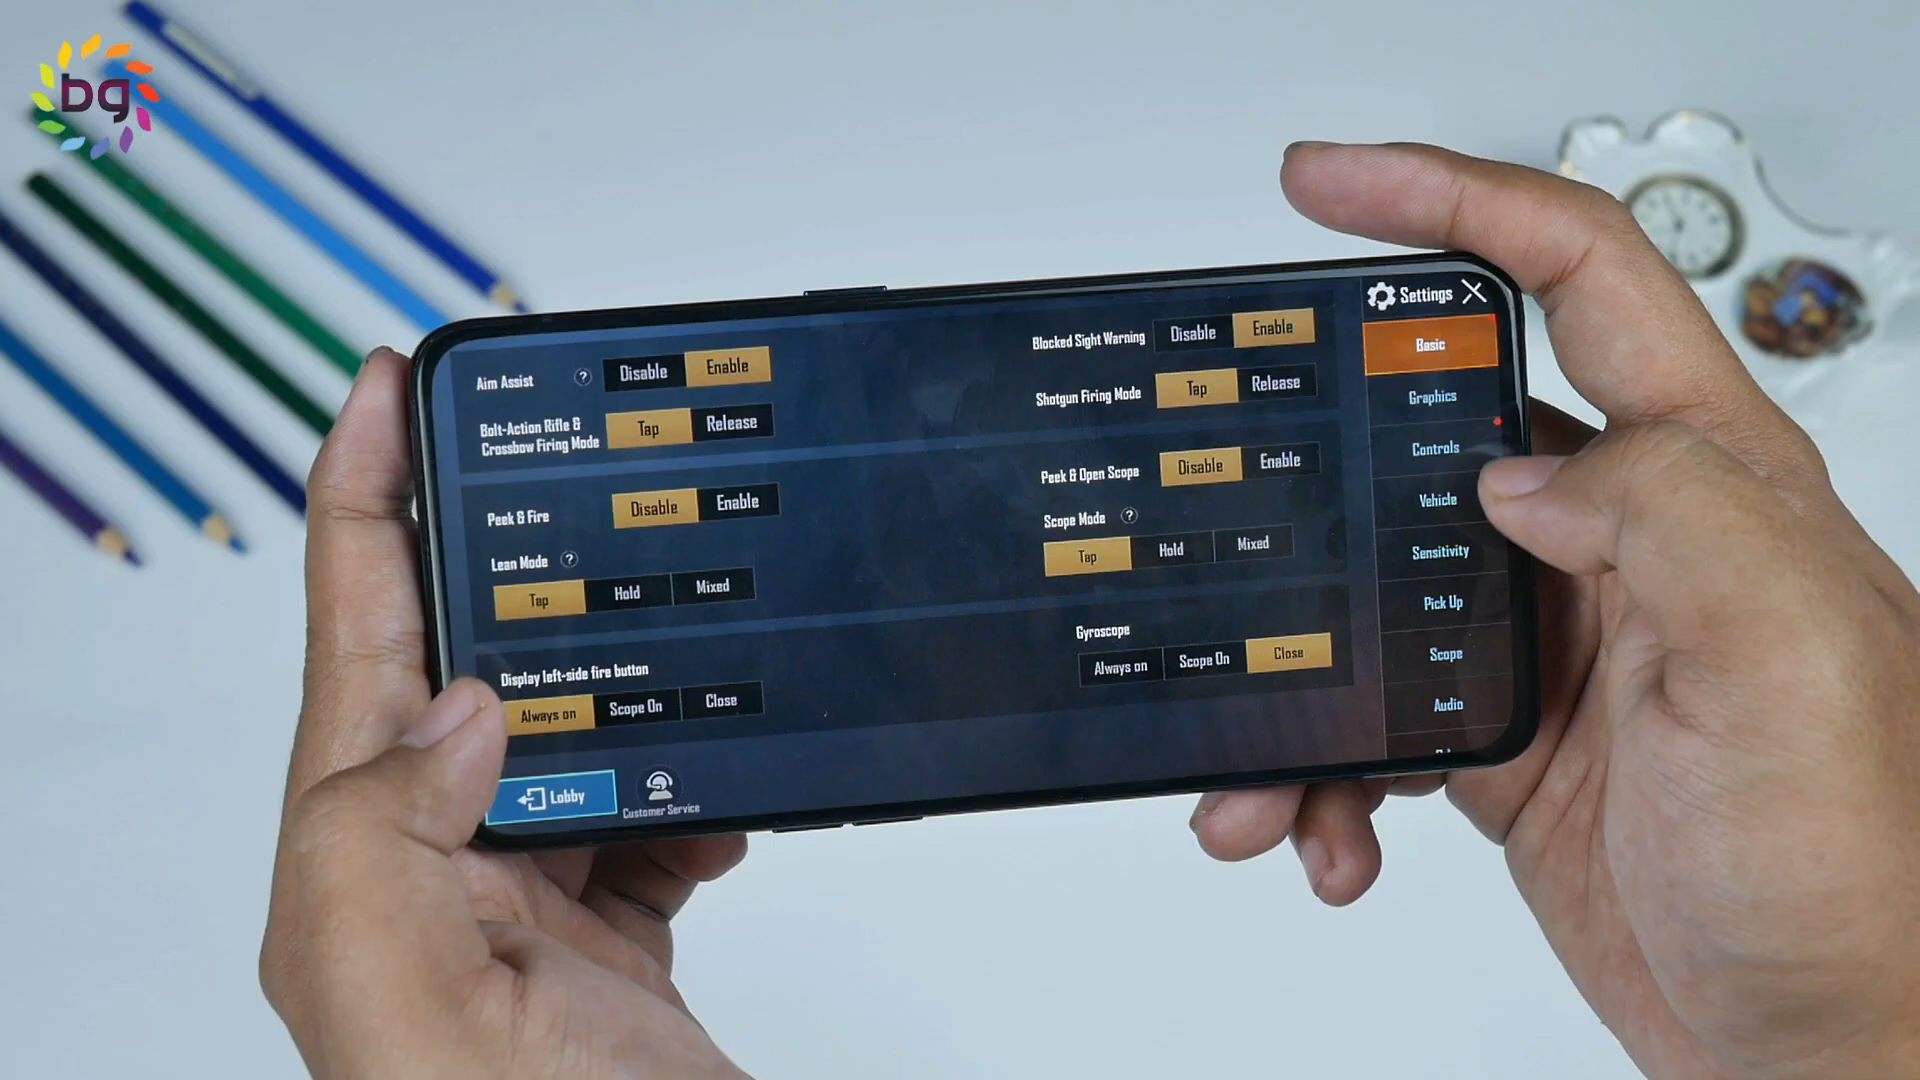 bg
Settings
Aim Assist ? Disable Enable
Blocked Sight Warning Disable Enable
Bolt-Action Rifle &
Crossbow Firing Mode Tap Release
Shotgun Firing Mode Tap Release
Peek & Fire Disable Enable
Peek & Open Scope Disable Enable
Lean Mode ?
Tap Hold Mixed
Scope Mode ?
Tap Hold Mixed
Display left-side fire button
Always on Scope On Close
Gyroscope
Always on Scope On Close
Lobby
Customer Service
Basic
Graphics
Controls
Vehicle
Sensitivity
Pick Up
Scope
Audio